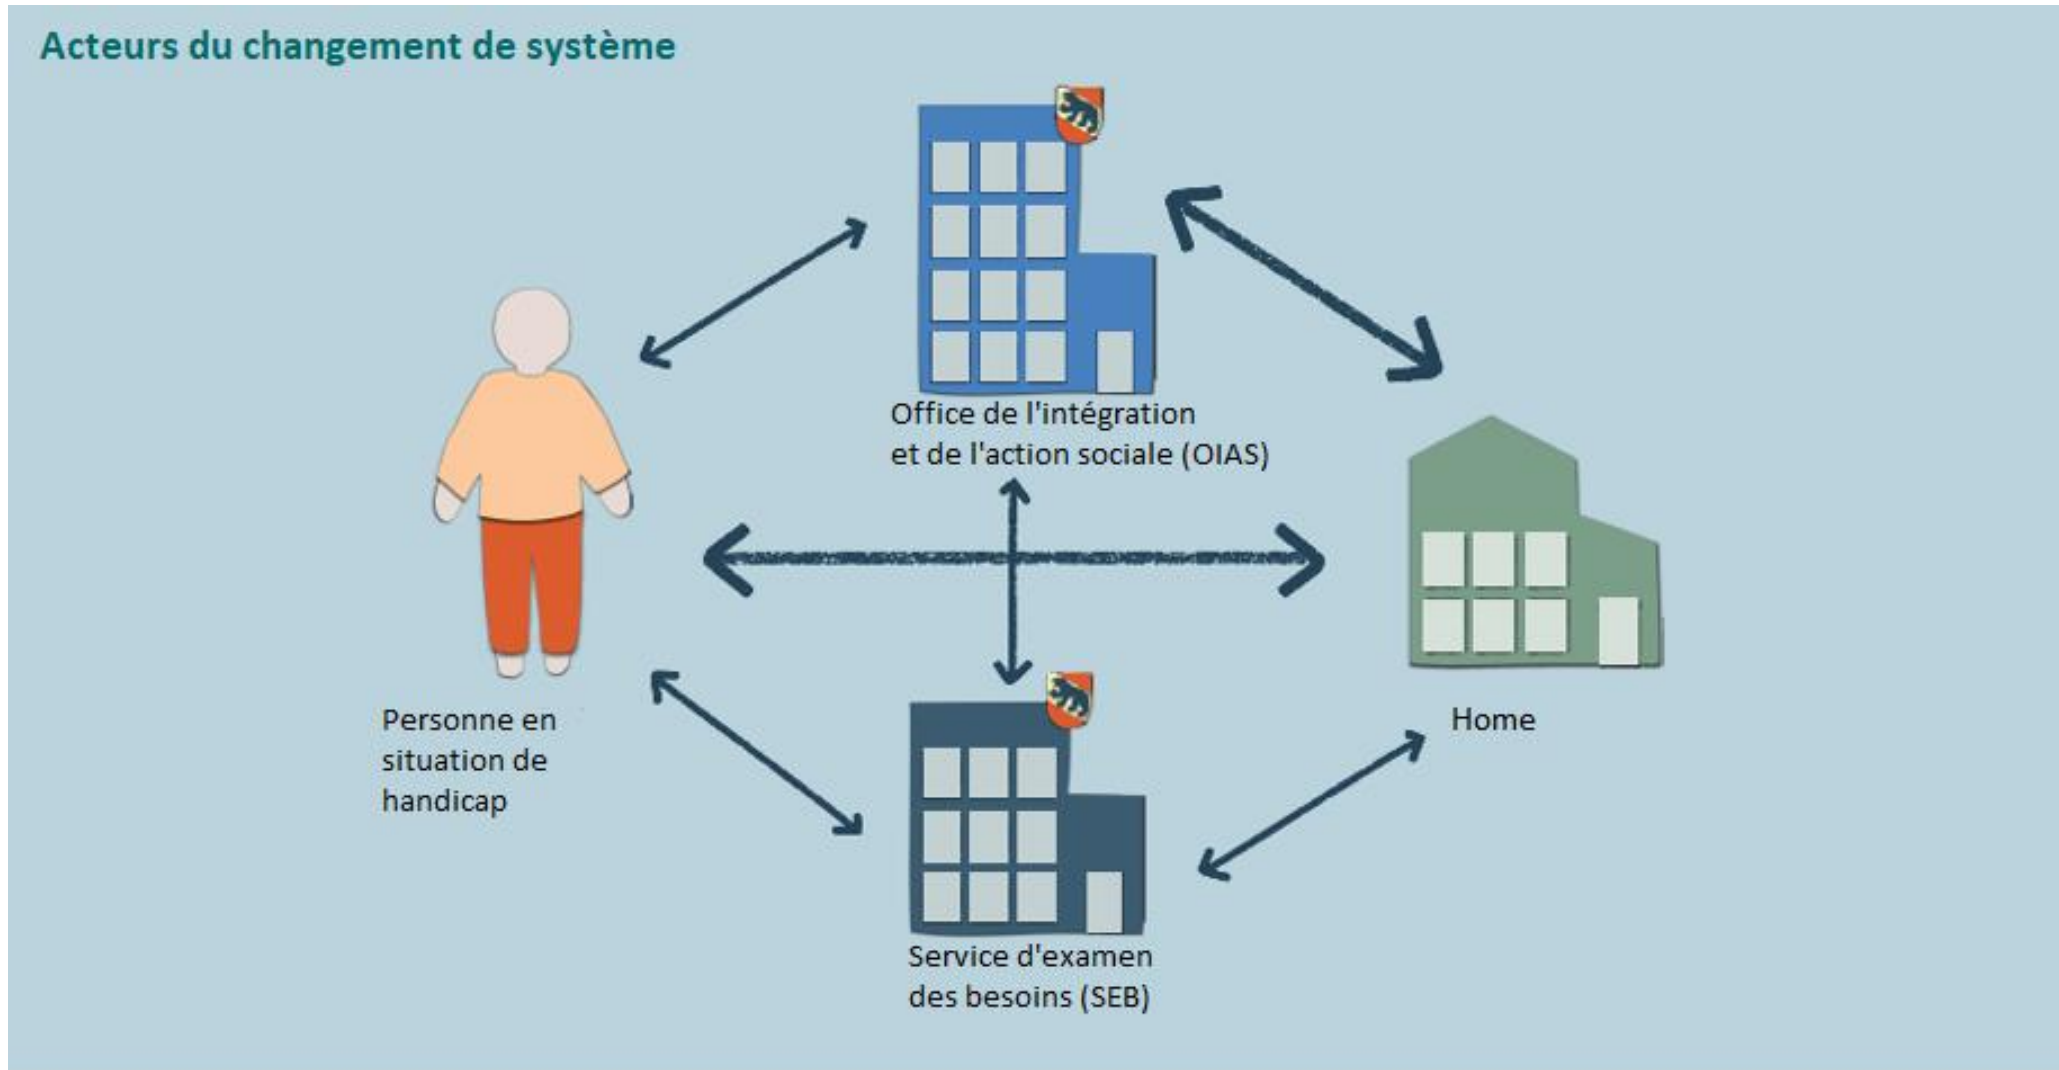 Acteurs du changement de système
Office de l'intégration
et de l'action sociale (OIAS)
Personne en
situation de
handicap
Home
Service d'examen
des besoins (SEB)